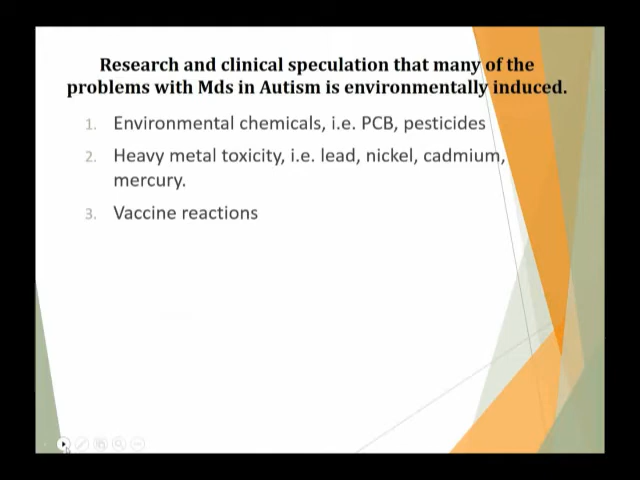 Research and clinical speculation that many of the
problems with Mds in Autism is environmentally induced.
1. Environmental chemicals, i.e. PCB, pesticides
2. Heavy metal toxicity, i.e. lead, nickel, cadmium,
mercury.
3. Vaccine reactions